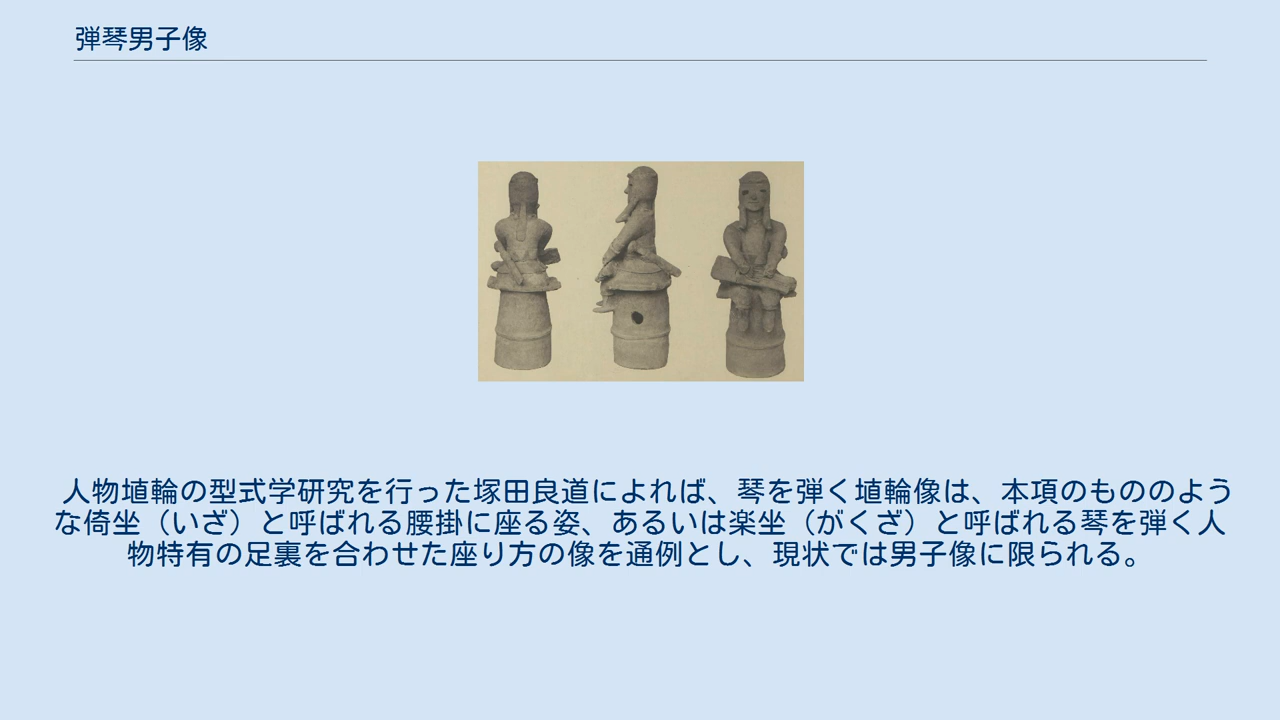 弾琴男子像
人物埴輪の型式学研究を行った塚田良道によれば、琴を弾く埴輪像は、本項のもののよう
な倚坐（いざ）と呼ばれる腰掛に座る姿、あるいは楽坐（がくざ）と呼ばれる琴を弾く人
物特有の足裏を合わせた座り方の像を通例とし、現状では男子像に限られる。